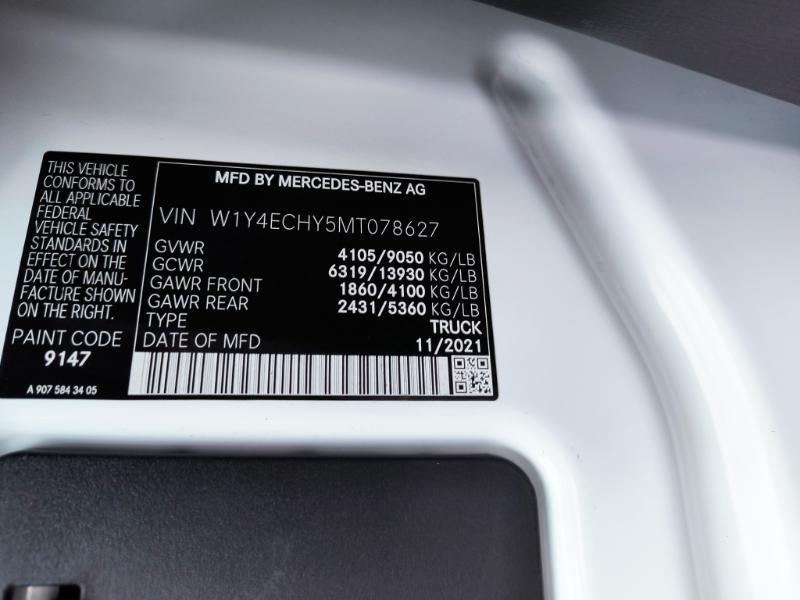 THIS VEHICLE
CONFORMS TO
ALL APPLICABLE
FEDERAL
VEHICLE SAFETY
STANDARDS IN
EFFECT ON THE
DATE OF MANU-
FACTURE SHOWN
ON THE RIGHT.
PAINT CODE
9147
A 907 584 34 05
MFD BY MERCEDES-BENZ AG
VIN W1Y4ECHY5MT078627
GVWR 4105/9050 KG/LB
GCWR 6319/13930 KG/LB
GAWR FRONT 1860/4100 KG/LB
GAWR REAR 2431/5360 KG/LB
TYPE TRUCK
DATE OF MFD 11/2021